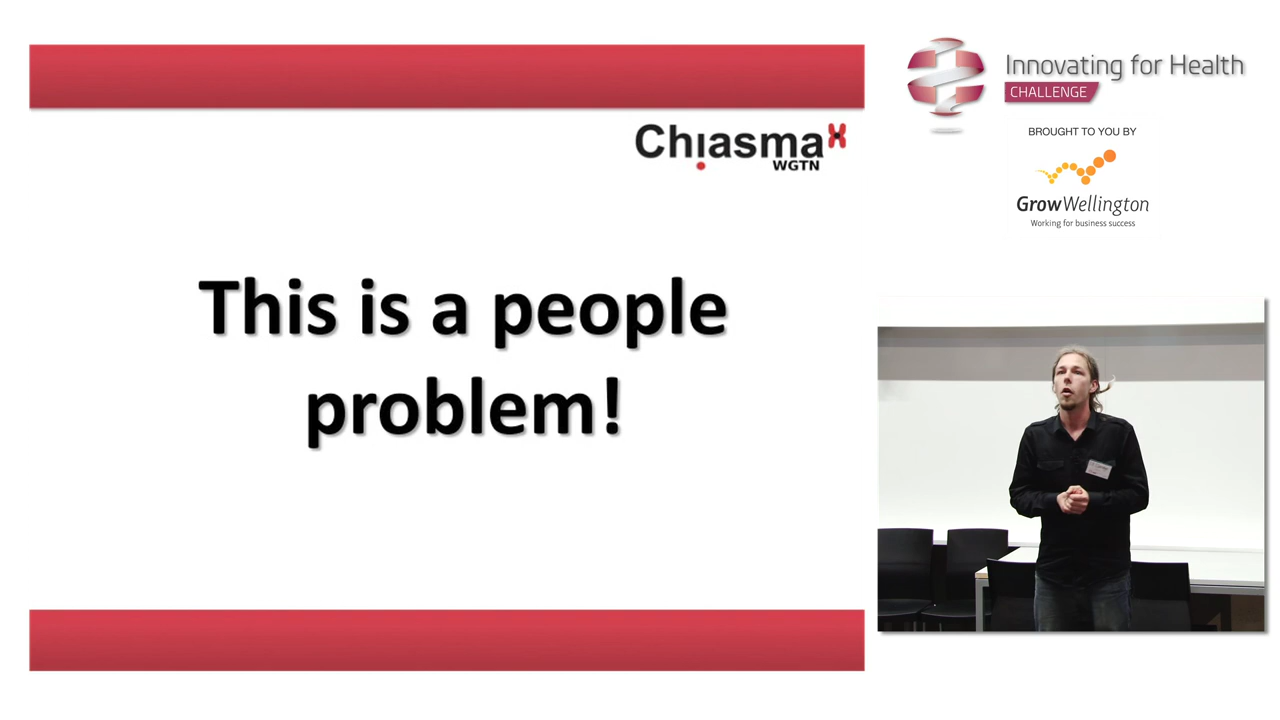 Chiasma
WGTN
This is a people
problem!
Innovating for Health
CHALLENGE
BROUGHT TO YOU BY
GrowWellington
Working for business success